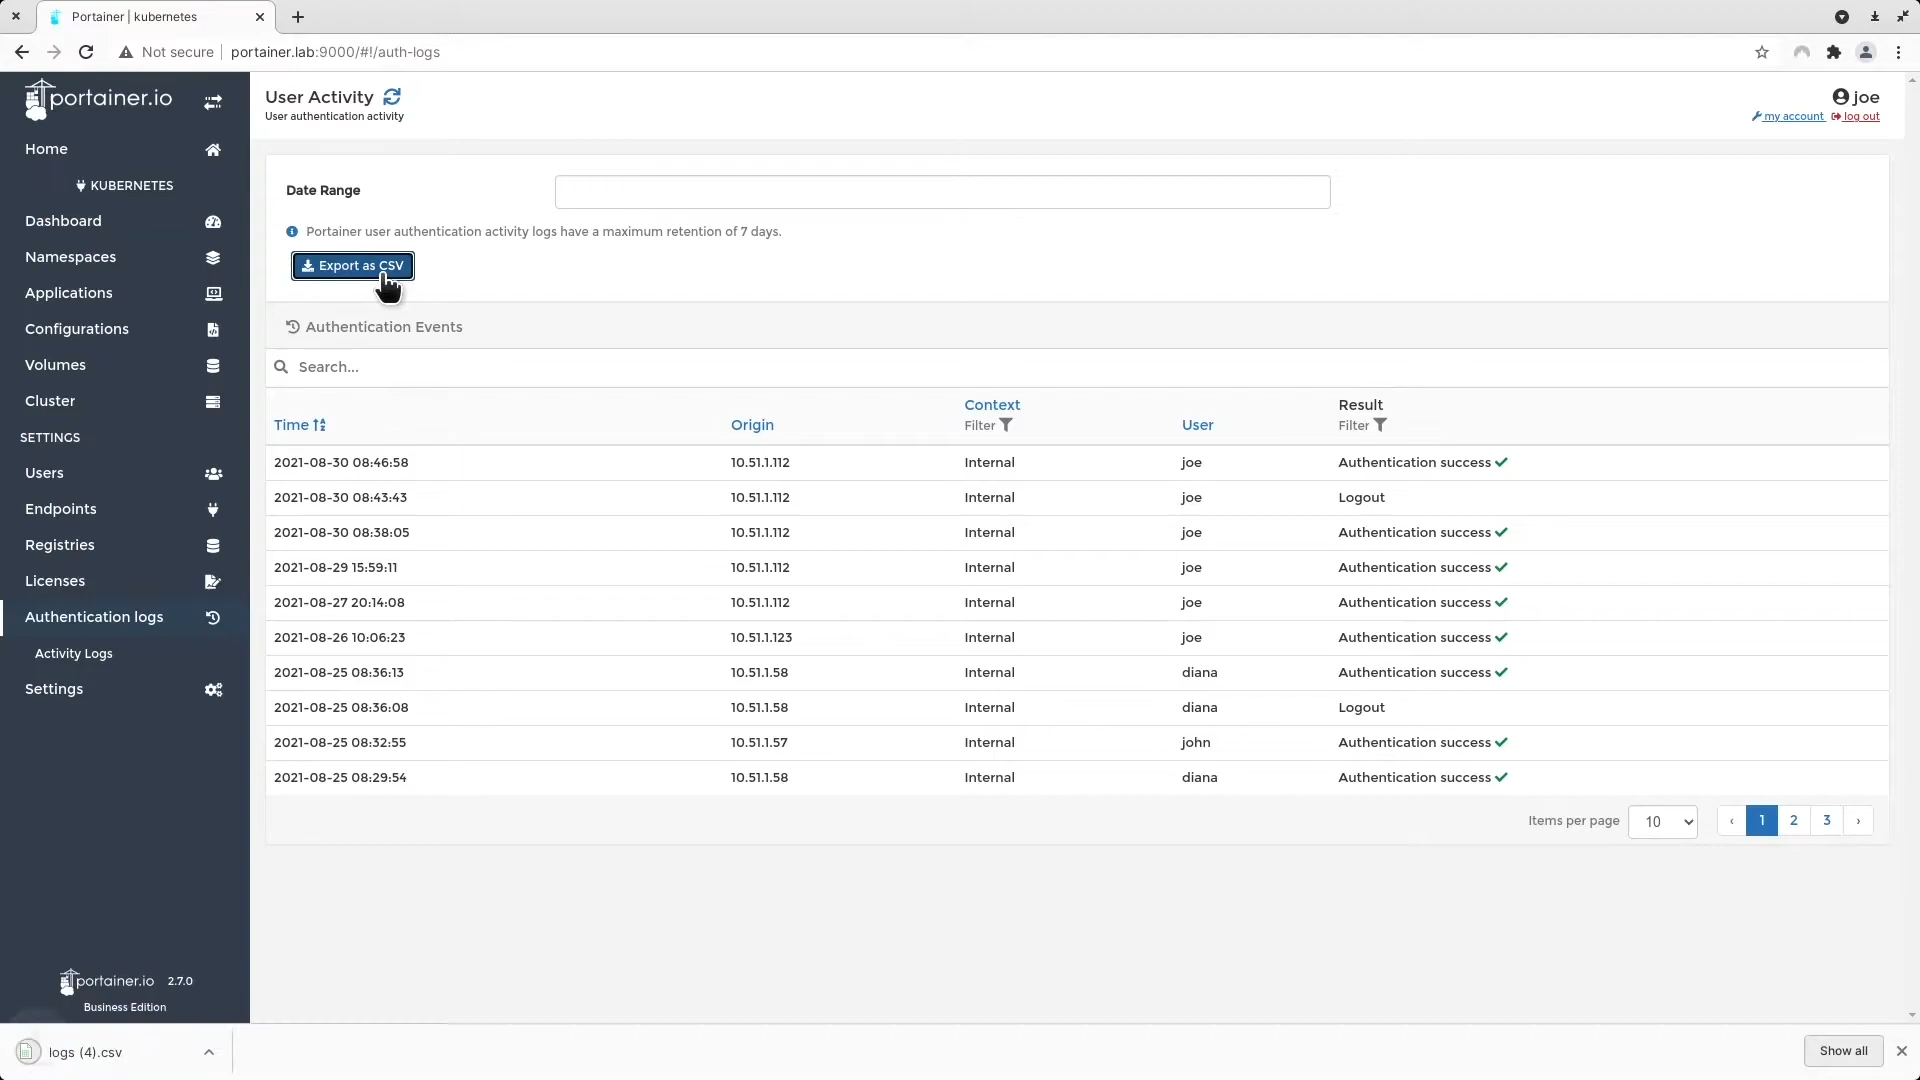 Portainer | kubernetes
Not secure portainer.lab:9000/#!/auth-logs
portainer.io
Home
KUBERNETES
Dashboard
Namespaces
Applications
Configurations
Volumes
Cluster
SETTINGS
Users
Endpoints
Registries
Licenses
Authentication logs
Activity Logs
Settings
portainer.io 2.7.0
Business Edition
User Activity
User authentication activity
joe
my account log out
Date Range
Portainer user authentication activity logs have a maximum retention of 7 days.
Export as CSV
Authentication Events
Search...
Time Origin Context Filter User Result Filter
2021-08-30 08:46:58 10.51.1.112 Internal joe Authentication success
2021-08-30 08:43:43 10.51.1.112 Internal joe Logout
2021-08-30 08:38:05 10.51.1.112 Internal joe Authentication success
2021-08-29 15:59:11 10.51.1.112 Internal joe Authentication success
2021-08-27 20:14:08 10.51.1.112 Internal joe Authentication success
2021-08-26 10:06:23 10.51.1.123 Internal joe Authentication success
2021-08-25 08:36:13 10.51.1.58 Internal diana Authentication success
2021-08-25 08:36:08 10.51.1.58 Internal diana Logout
2021-08-25 08:32:55 10.51.1.57 Internal john Authentication success
2021-08-25 08:29:54 10.51.1.58 Internal diana Authentication success
Items per page 10 ‹ 1 2 3 ›
logs (4).csv
Show all